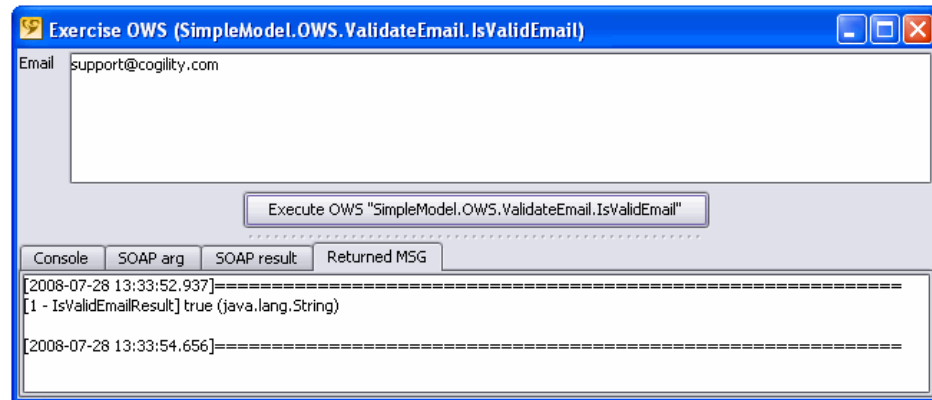 Exercise OWS (SimpleModel.OWS.ValidateEmail.IsValidEmail)
Email support@cogility.com
Execute OWS "SimpleModel.OWS.ValidateEmail.IsValidEmail"
Console SOAP arg SOAP result Returned MSG
[2008-07-28 13:33:52.937]============================================================
[1 - IsValidEmailResult] true (java.lang.String)
[2008-07-28 13:33:54.656]============================================================